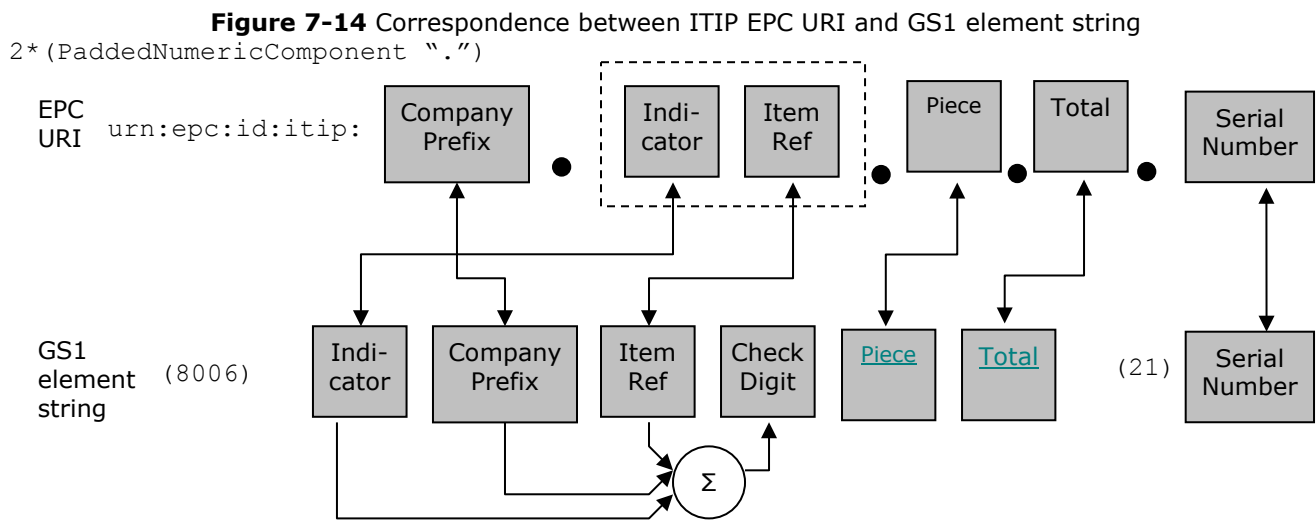 Figure 7-14 Correspondence between ITIP EPC URI and GS1 element string
2*(PaddedNumericComponent “.”)
EPC
URI
urn:epc:id:itip:
Company
Prefix
Indi-
cator
Item
Ref
Piece
Total
Serial
Number
GS1
element
string
(8006)
Indi-
cator
Company
Prefix
Item
Ref
Check
Digit
Piece
Total
(21)
Serial
Number
Σ